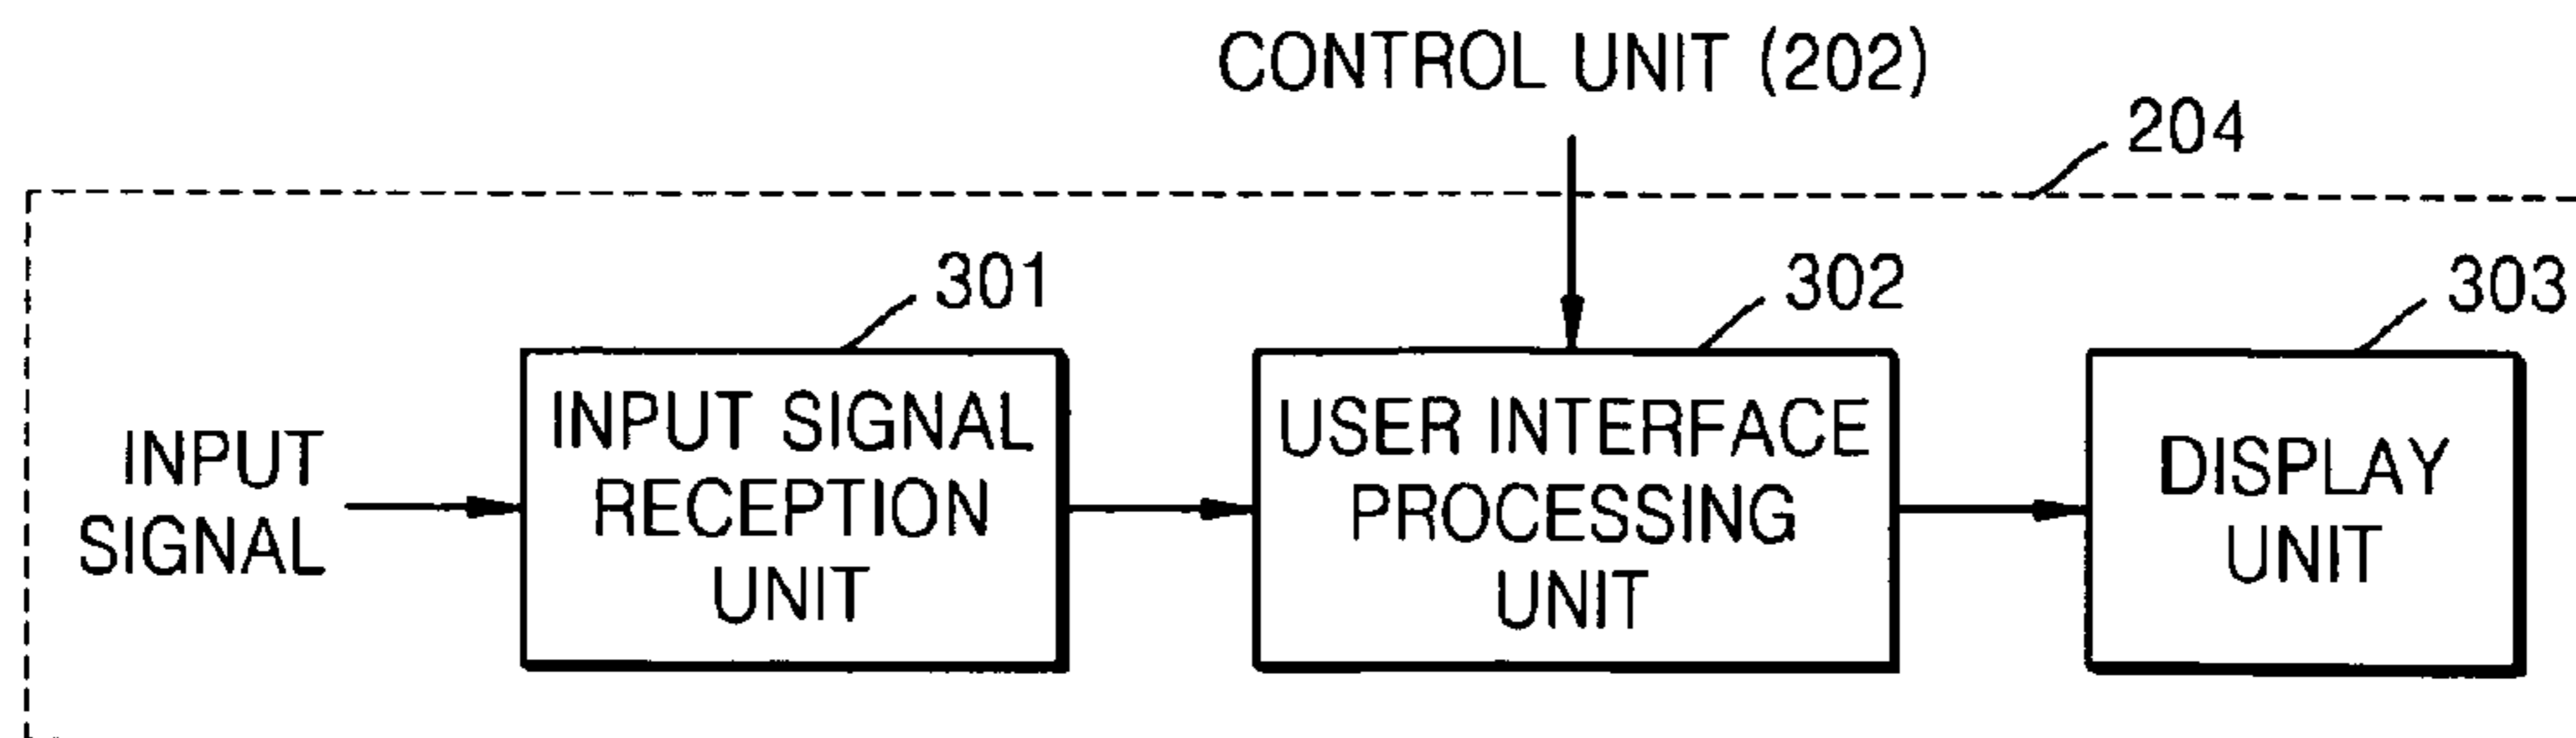 CONTROL UNIT (202)
204
301
302
303
INPUT
SIGNAL
INPUT SIGNAL
RECEPTION
UNIT
USER INTERFACE
PROCESSING
UNIT
DISPLAY
UNIT